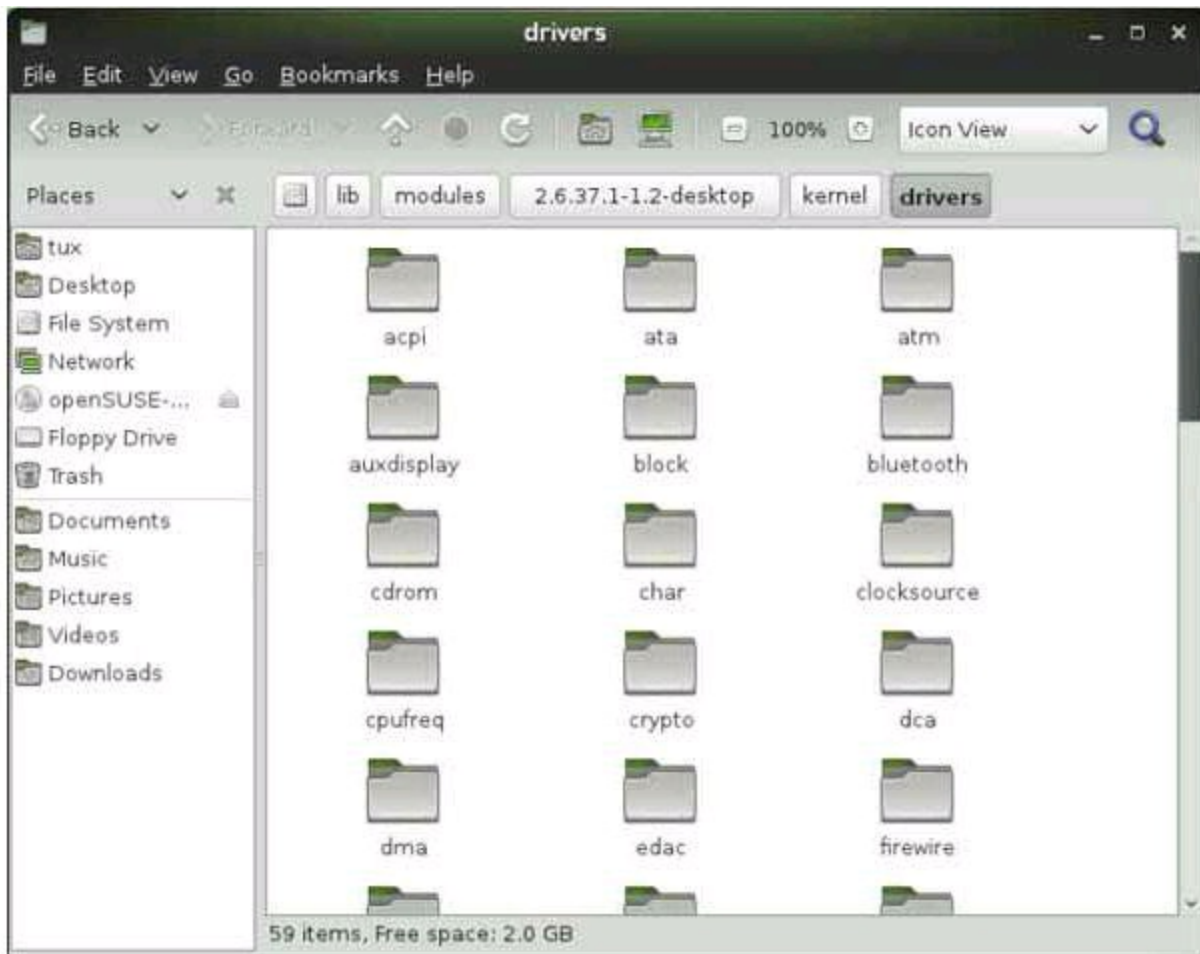 drivers
File Edit View Go Bookmarks Help
Back Forward 100% Icon View
Places lib modules 2.6.37.1-1.2-desktop kernel drivers
tux
Desktop
File System
Network
openSUSE-...
Floppy Drive
Trash
Documents
Music
Pictures
Videos
Downloads
acpi ata atm
auxdisplay block bluetooth
cdrom char clocksource
cpufreq crypto dca
dma edac firewire
59 items, Free space: 2.0 GB